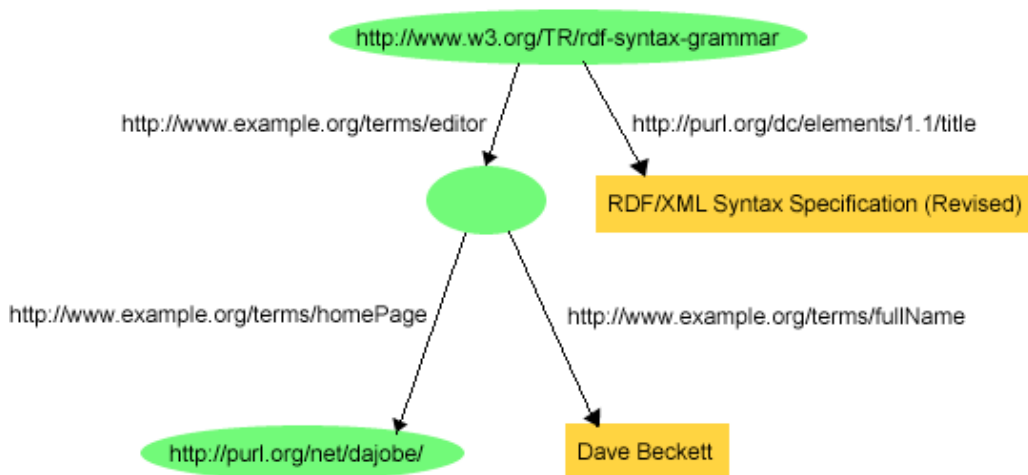 http://www.w3.org/TR/rdf-syntax-grammar
http://www.example.org/terms/editor
http://purl.org/dc/elements/1.1/title
RDF/XML Syntax Specification (Revised)
http://www.example.org/terms/homePage
http://www.example.org/terms/fullName
http://purl.org/net/dajobe/
Dave Beckett